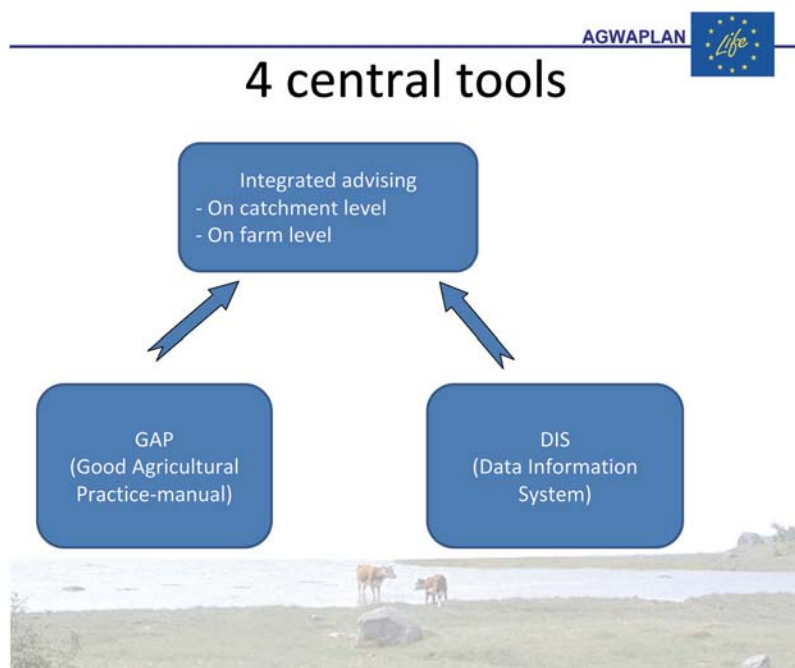 AGWAPLAN
Life
4 central tools
Integrated advising
- On catchment level
- On farm level
GAP
(Good Agricultural
Practice-manual)
DIS
(Data Information
System)